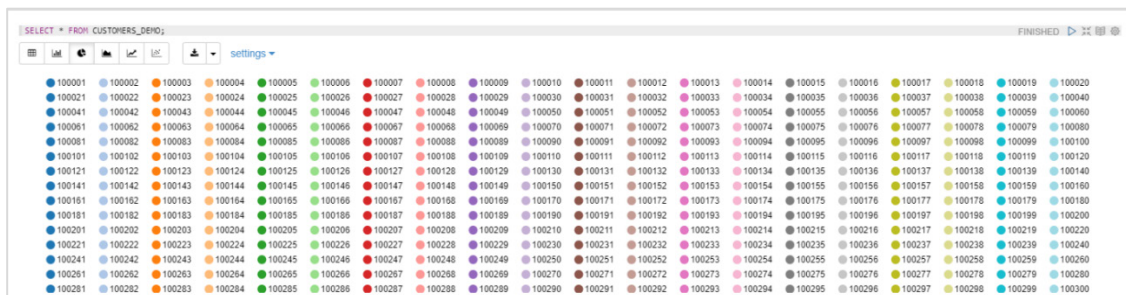 SELECT * FROM CUSTOMERS_DEMO;
FINISHED
settings
100001 100002 100003 100004 100005 100006 100007 100008 100009 100010 100011 100012 100013 100014 100015 100016 100017 100018 100019 100020
100021 100022 100023 100024 100025 100026 100027 100028 100029 100030 100031 100032 100033 100034 100035 100036 100037 100038 100039 100040
100041 100042 100043 100044 100045 100046 100047 100048 100049 100050 100051 100052 100053 100054 100055 100056 100057 100058 100059 100060
100061 100062 100063 100064 100065 100066 100067 100068 100069 100070 100071 100072 100073 100074 100075 100076 100077 100078 100079 100080
100081 100082 100083 100084 100085 100086 100087 100088 100089 100090 100091 100092 100093 100094 100095 100096 100097 100098 100099 100100
100101 100102 100103 100104 100105 100106 100107 100108 100109 100110 100111 100112 100113 100114 100115 100116 100117 100118 100119 100120
100121 100122 100123 100124 100125 100126 100127 100128 100129 100130 100131 100132 100133 100134 100135 100136 100137 100138 100139 100140
100141 100142 100143 100144 100145 100146 100147 100148 100149 100150 100151 100152 100153 100154 100155 100156 100157 100158 100159 100160
100161 100162 100163 100164 100165 100166 100167 100168 100169 100170 100171 100172 100173 100174 100175 100176 100177 100178 100179 100180
100181 100182 100183 100184 100185 100186 100187 100188 100189 100190 100191 100192 100193 100194 100195 100196 100197 100198 100199 100200
100201 100202 100203 100204 100205 100206 100207 100208 100209 100210 100211 100212 100213 100214 100215 100216 100217 100218 100219 100220
100221 100222 100223 100224 100225 100226 100227 100228 100229 100230 100231 100232 100233 100234 100235 100236 100237 100238 100239 100240
100241 100242 100243 100244 100245 100246 100247 100248 100249 100250 100251 100252 100253 100254 100255 100256 100257 100258 100259 100260
100261 100262 100263 100264 100265 100266 100267 100268 100269 100270 100271 100272 100273 100274 100275 100276 100277 100278 100279 100280
100281 100282 100283 100284 100285 100286 100287 100288 100289 100290 100291 100292 100293 100294 100295 100296 100297 100298 100299 100300